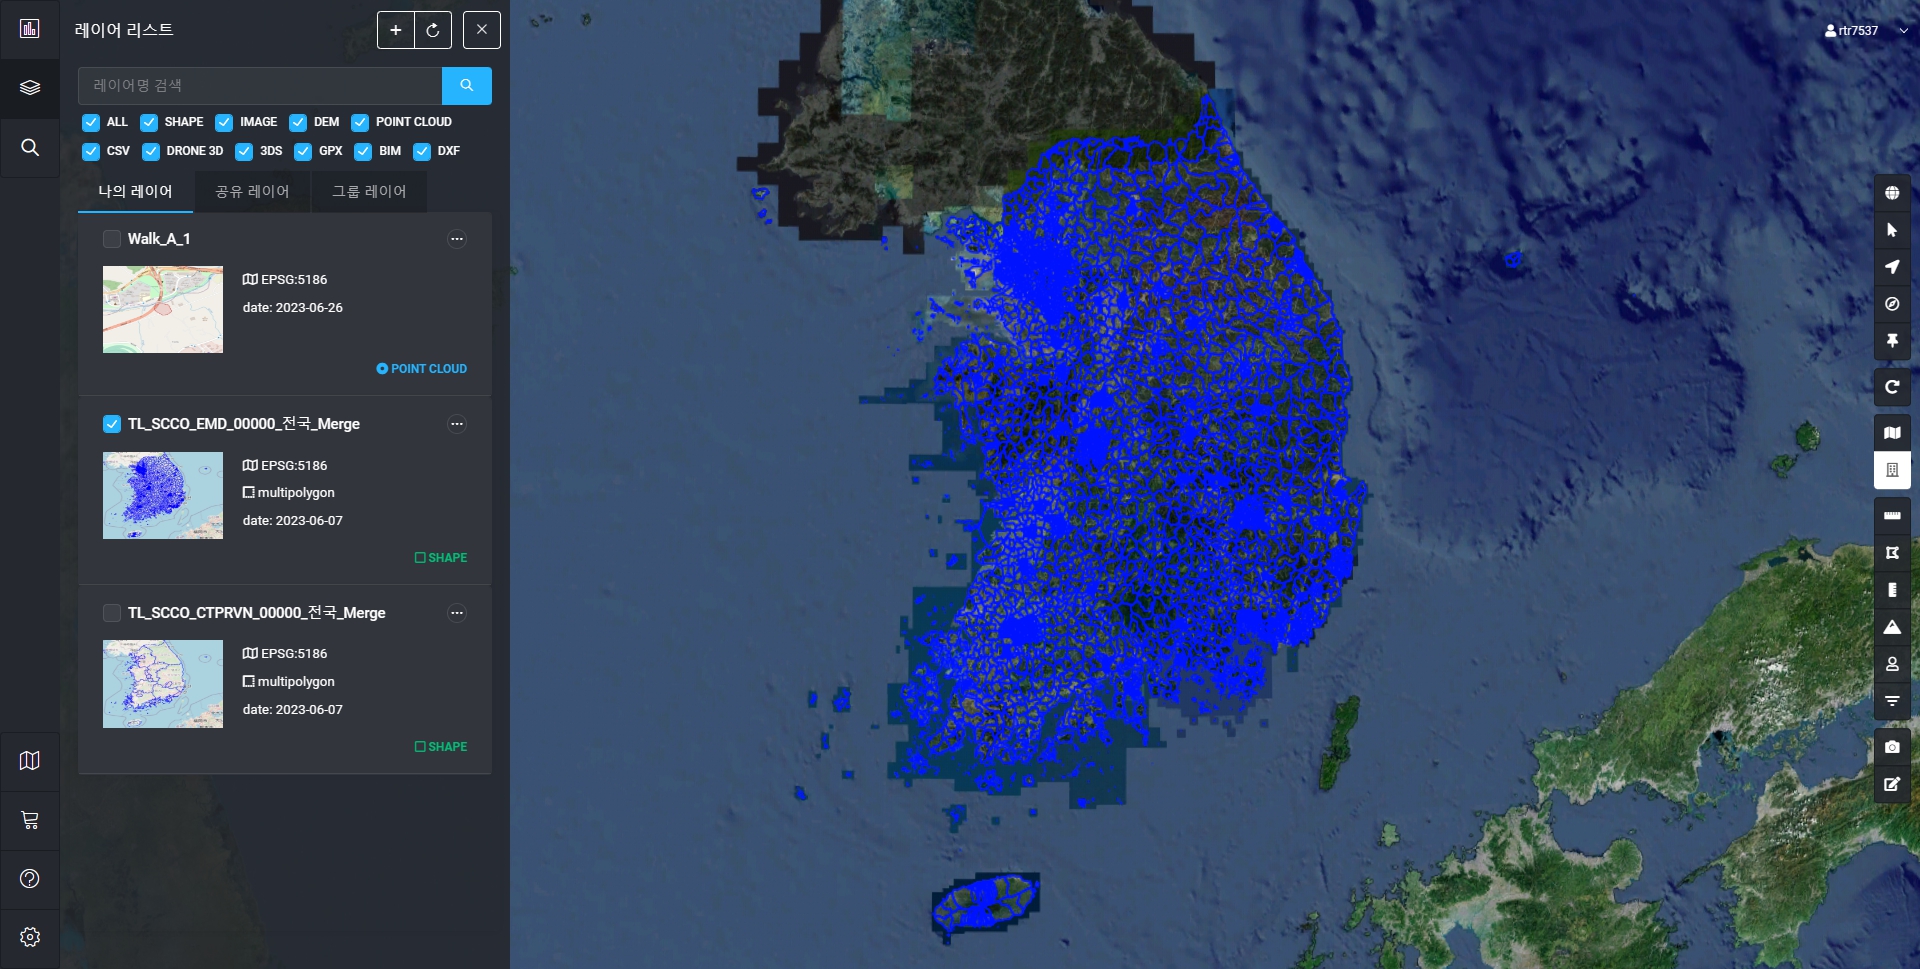 레이어 리스트
rtr7537
레이어명 검색
ALL SHAPE IMAGE DEM POINT CLOUD
CSV DRONE 3D 3DS GPX BIM DXF
나의 레이어 공유 레이어 그룹 레이어
Walk_A_1
EPSG:5186
date: 2023-06-26
POINT CLOUD
TL_SCCO_EMD_00000_전국_Merge
EPSG:5186
multipolygon
date: 2023-06-07
SHAPE
TL_SCCO_CTPRVN_00000_전국_Merge
EPSG:5186
multipolygon
date: 2023-06-07
SHAPE